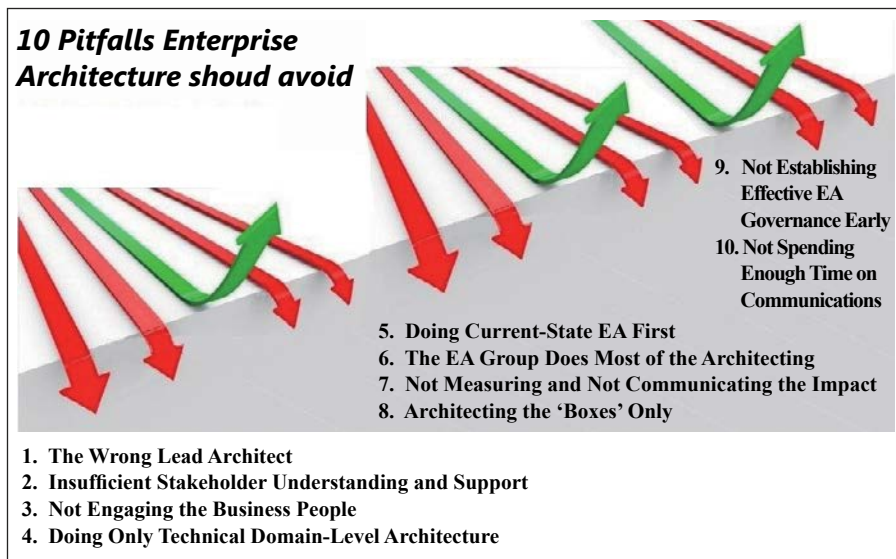 10 Pitfalls Enterprise
Architecture shoud avoid
9. Not Establishing
Effective EA
Governance Early
10. Not Spending
Enough Time on
Communications
5. Doing Current-State EA First
6. The EA Group Does Most of the Architecting
7. Not Measuring and Not Communicating the Impact
8. Architecting the ‘Boxes’ Only
1. The Wrong Lead Architect
2. Insufficient Stakeholder Understanding and Support
3. Not Engaging the Business People
4. Doing Only Technical Domain-Level Architecture